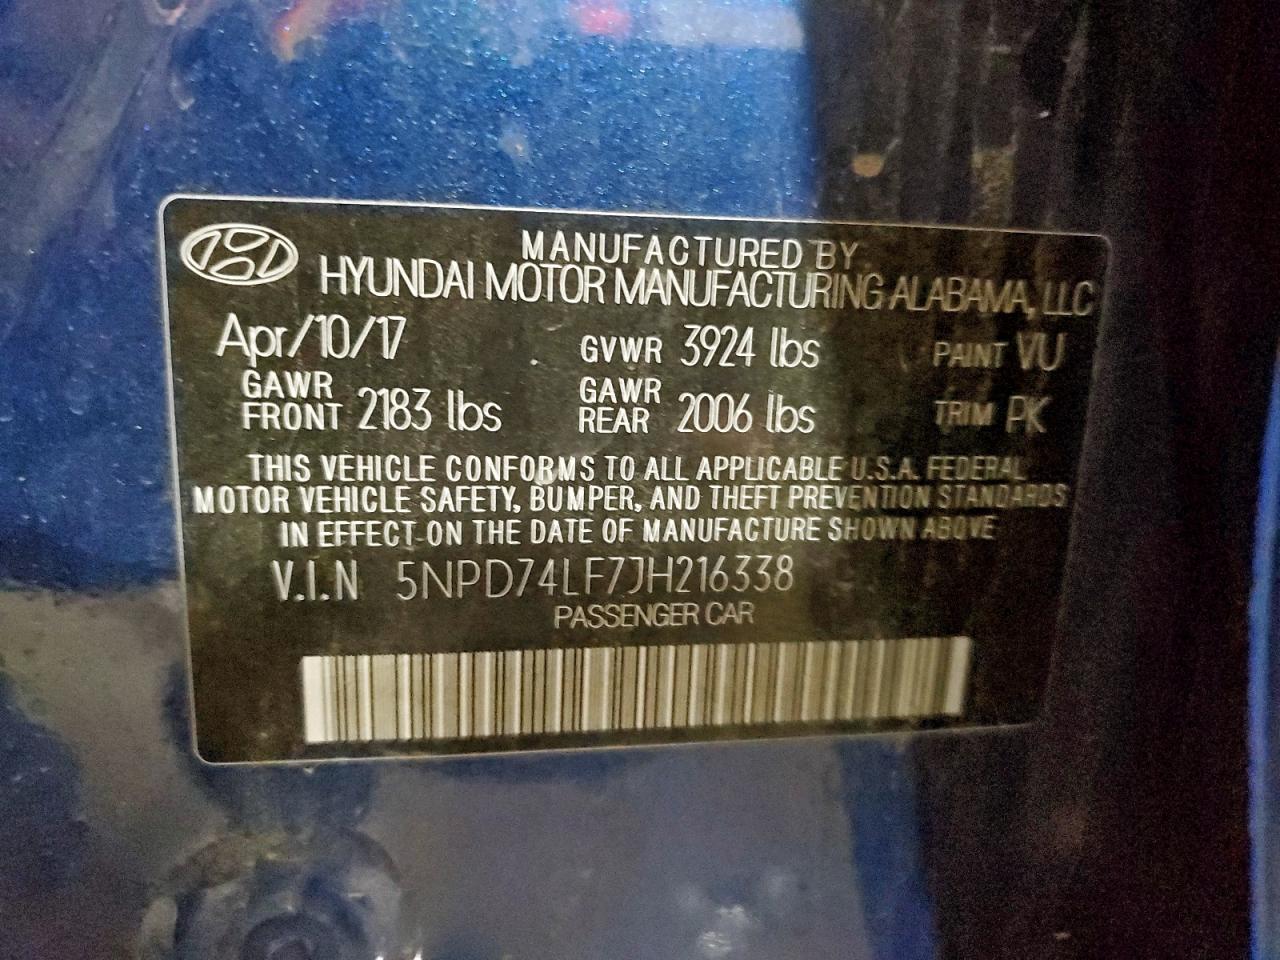 MANUFACTURED BY
HYUNDAI MOTOR MANUFACTURING ALABAMA, LLC
Apr/10/17 GVWR 3924 lbs PAINT VU
GAWR FRONT 2183 lbs GAWR REAR 2006 lbs TRIM PK
THIS VEHICLE CONFORMS TO ALL APPLICABLE U.S.A. FEDERAL
MOTOR VEHICLE SAFETY, BUMPER, AND THEFT PREVENTION STANDARDS
IN EFFECT ON THE DATE OF MANUFACTURE SHOWN ABOVE
V.I.N 5NPD74LF7JH216338
PASSENGER CAR